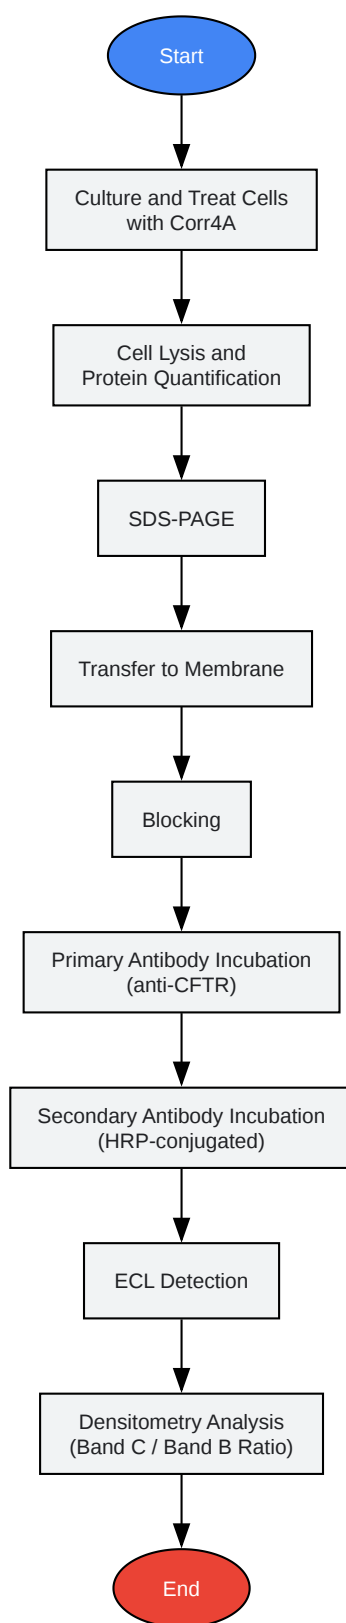 Start
Culture and Treat Cells
with Corr4A
Cell Lysis and
Protein Quantification
SDS-PAGE
Transfer to Membrane
Blocking
Primary Antibody Incubation
(anti-CFTR)
Secondary Antibody Incubation
(HRP-conjugated)
ECL Detection
Densitometry Analysis
(Band C / Band B Ratio)
End